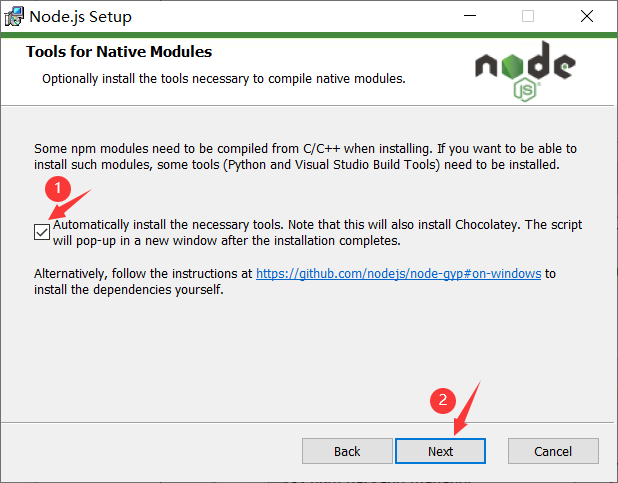 Node.js Setup
Tools for Native Modules
Optionally install the tools necessary to compile native modules.
node
JS
Some npm modules need to be compiled from C/C++ when installing. If you want to be able to
install such modules, some tools (Python and Visual Studio Build Tools) need to be installed.
1
Automatically install the necessary tools. Note that this will also install Chocolatey. The script
will pop-up in a new window after the installation completes.
Alternatively, follow the instructions at https://github.com/nodejs/node-gyp#on-windows to
install the dependencies yourself.
2
Back
Next
Cancel